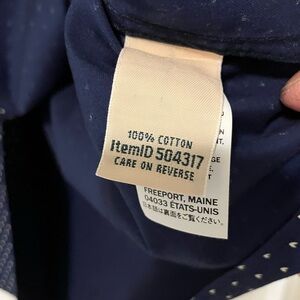 100% COTTON
ItemID 504317
CARE ON REVERSE
N
T.
GE
E.
T
FREEPORT, MAINE
04033 ÉTATS-UNIS
日本語は裏面をご覧ください。